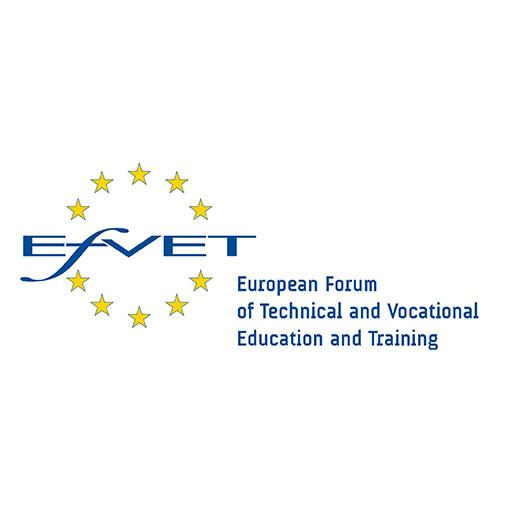 EfVET
European Forum
of Technical and Vocational
Education and Training